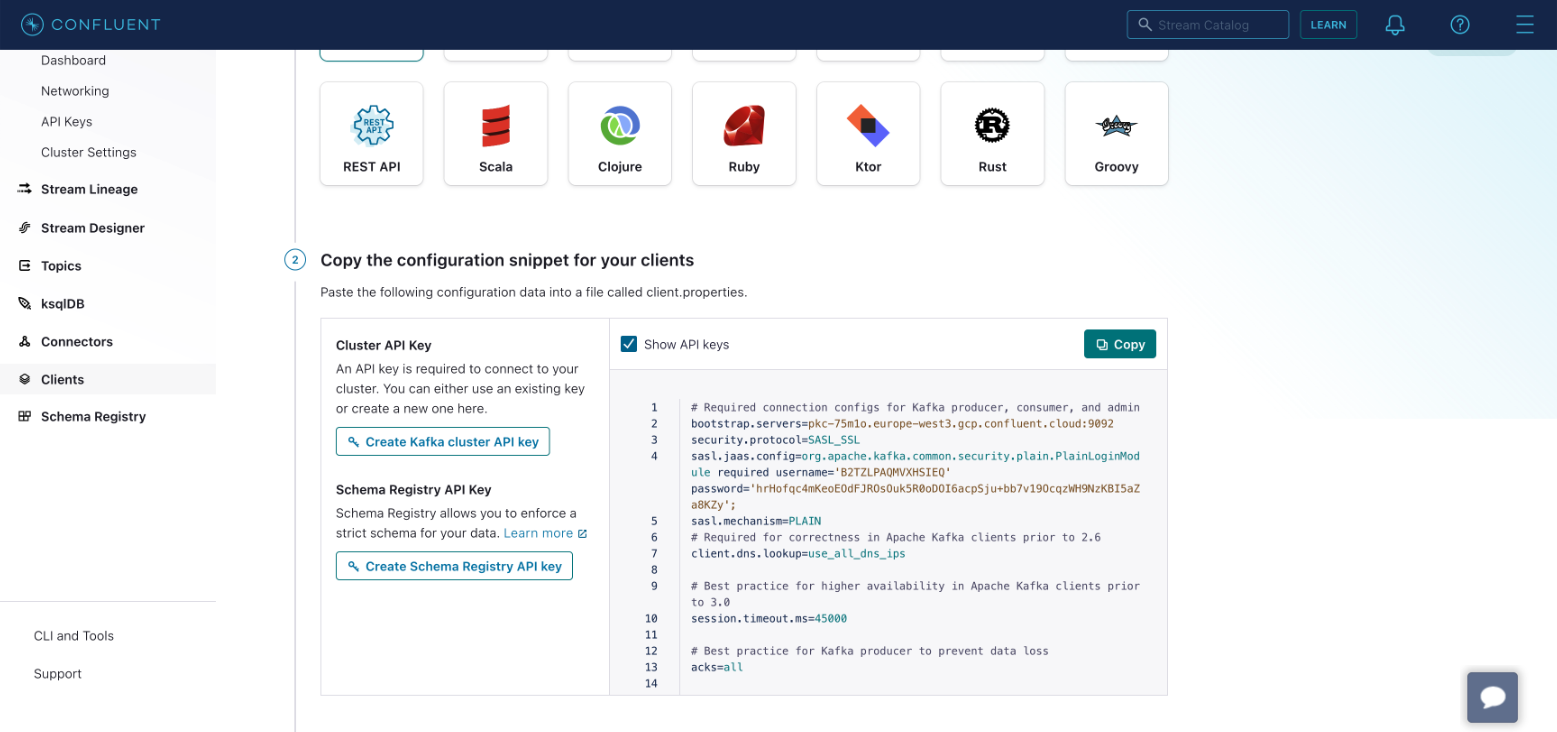 CONFLUENT
Stream Catalog
LEARN
?
Dashboard
Networking
API Keys
Cluster Settings
Stream Lineage
Stream Designer
Topics
ksqlDB
Connectors
Clients
Schema Registry
CLI and Tools
Support
REST API
REST API
Scala
Clojure
Ruby
Ktor
R
Rust
Groovy
Groovy
2
Copy the configuration snippet for your clients
Paste the following configuration data into a file called client.properties.
Cluster API Key
An API key is required to connect to your
cluster. You can either use an existing key
or create a new one here.
Create Kafka cluster API key
Schema Registry API Key
Schema Registry allows you to enforce a
strict schema for your data. Learn more
Create Schema Registry API key
Show API keys
Copy
1 # Required connection configs for Kafka producer, consumer, and admin
2 bootstrap.servers=pkc-75m1o.europe-west3.gcp.confluent.cloud:9092
3 security.protocol=SASL_SSL
4 sasl.jaas.config=org.apache.kafka.common.security.plain.PlainLoginMod
ule required username='B2TZLPAQMVXHSIEQ'
password='hrHofqc4mKeoEOdFJROsOuk5R0oDOI6acpSju+bb7v19OcqzWH9NzKBI5aZ
a8KZy';
5 sasl.mechanism=PLAIN
6 # Required for correctness in Apache Kafka clients prior to 2.6
7 client.dns.lookup=use_all_dns_ips
8
9 # Best practice for higher availability in Apache Kafka clients prior
to 3.0
10 session.timeout.ms=45000
11
12 # Best practice for Kafka producer to prevent data loss
13 acks=all
14